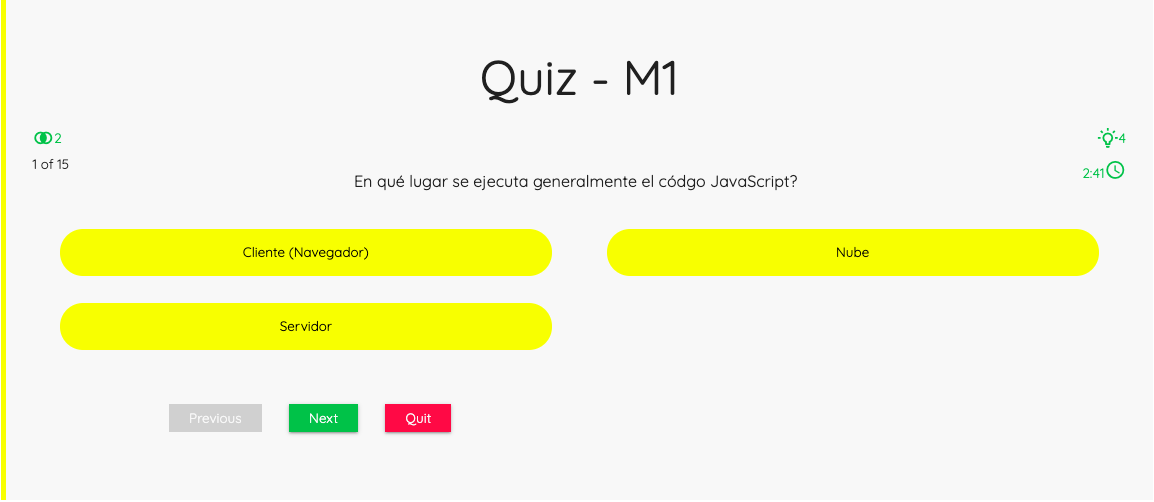 Quiz - M1
2
4
1 of 15
2:41
En qué lugar se ejecuta generalmente el códgo JavaScript?
Cliente (Navegador)
Nube
Servidor
Previous
Next
Quit